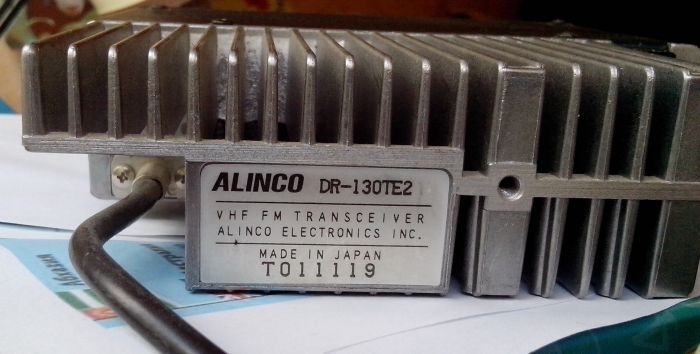 ALINCO DR-130TE2
VHF FM TRANSCEIVER
ALINCO ELECTRONICS INC.
MADE IN JAPAN
T011119